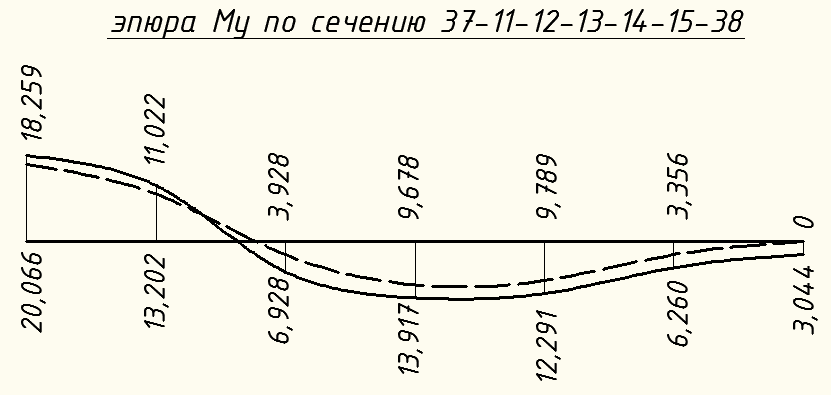 эпюра Му по сечению 37-11-12-13-14-15-38
18,259 11,022 3,928 9,678 9,789 3,356 0
20,066 13,202 6,928 13,917 12,291 6,260 3,044